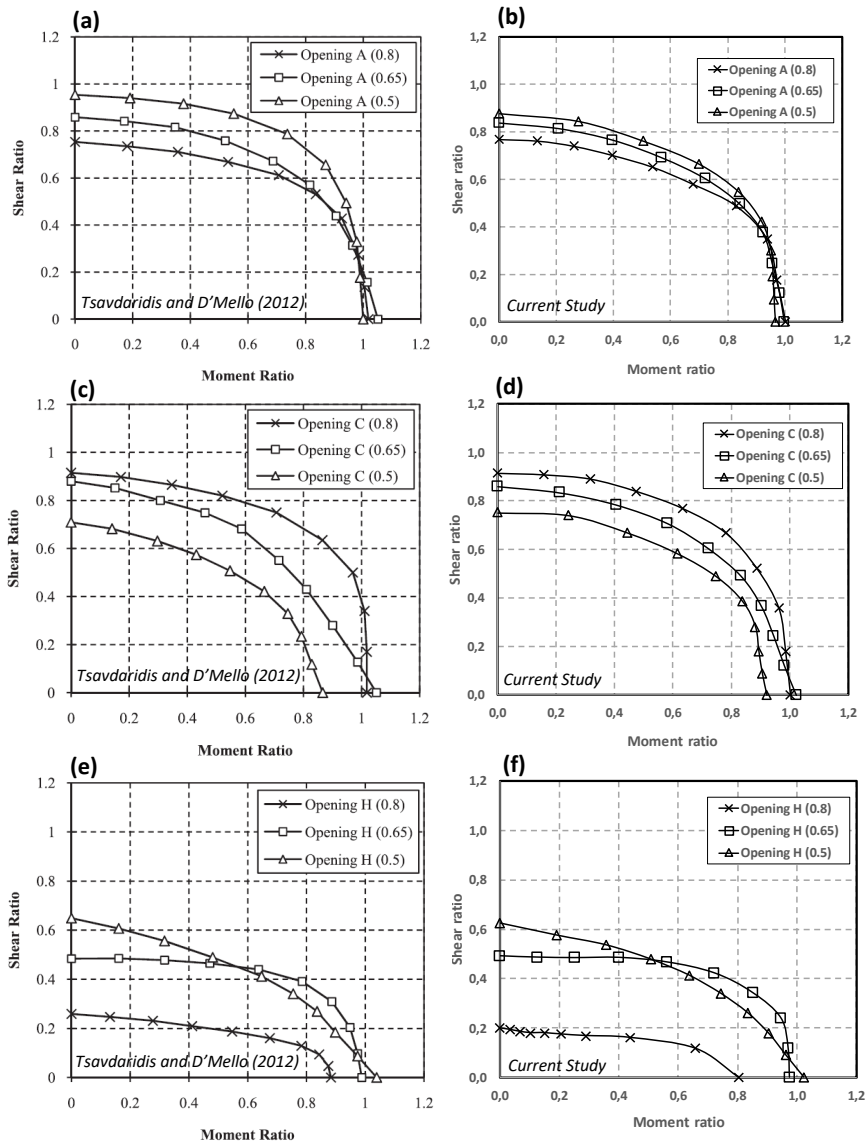 (a)
1.2
1
0.8
0.6
0.4
0.2
0
Shear Ratio
Opening A (0.8)
Opening A (0.65)
Opening A (0.5)
Tsavdaridis and D'Mello (2012)
0 0.2 0.4 0.6 0.8 1 1.2
Moment Ratio
(b)
1,2
1,0
0,8
0,6
0,4
0,2
0,0
Shear ratio
Opening A (0.8)
Opening A (0.65)
Opening A (0.5)
Current Study
0,0 0,2 0,4 0,6 0,8 1,0 1,2
Moment ratio
(c)
1.2
1
0.8
0.6
0.4
0.2
0
Shear Ratio
Opening C (0.8)
Opening C (0.65)
Opening C (0.5)
Tsavdaridis and D'Mello (2012)
0 0.2 0.4 0.6 0.8 1 1.2
Moment Ratio
(d)
1,2
1,0
0,8
0,6
0,4
0,2
0,0
Shear ratio
Opening C (0.8)
Opening C (0.65)
Opening C (0.5)
Current Study
0,0 0,2 0,4 0,6 0,8 1,0 1,2
Moment ratio
(e)
1.2
1
0.8
0.6
0.4
0.2
0
Shear Ratio
Opening H (0.8)
Opening H (0.65)
Opening H (0.5)
Tsavdaridis and D'Mello (2012)
0 0.2 0.4 0.6 0.8 1 1.2
Moment Ratio
(f)
1,2
1,0
0,8
0,6
0,4
0,2
0,0
Shear ratio
Opening H (0.8)
Opening H (0.65)
Opening H (0.5)
Current Study
0,0 0,2 0,4 0,6 0,8 1,0 1,2
Moment ratio